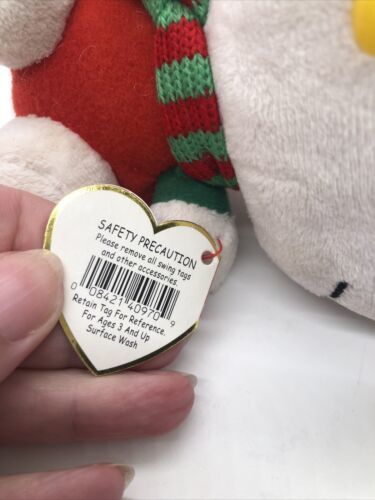 SAFETY PRECAUTION
Please remove all swing tags
and other accessories.
0 08421 40970 9
Retain Tag For Reference.
For Ages 3 And Up
Surface Wash